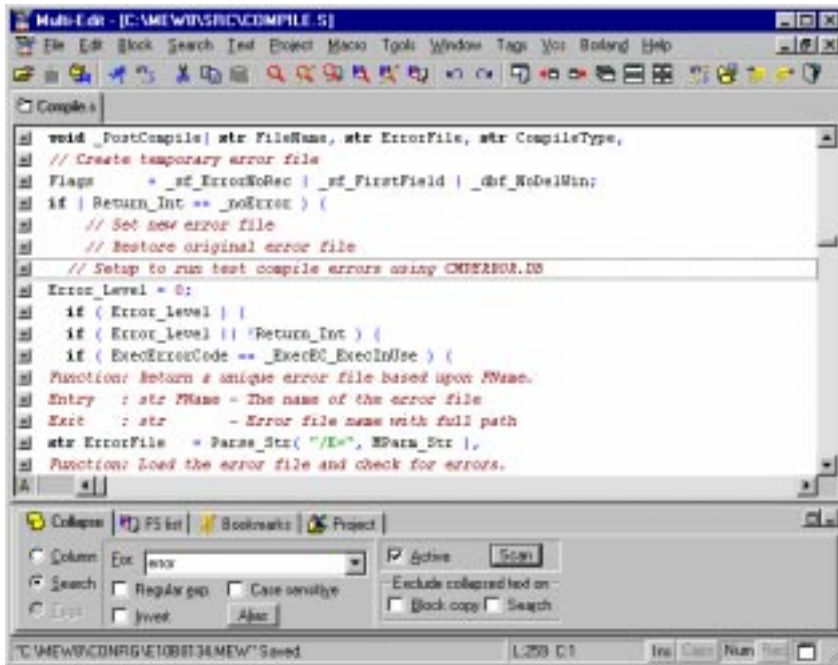 Multi-Edit - [C:\MEW8\SRC\COMPILE.S]
File Edit Block Search Text Project Macro Tools Window Tags Vcs Borland Help
Compile.s
void _PostCompile( str FileName, str ErrorFile, str CompileType,
// Create temporary error file
Flags = _sf_ErrorNoRec | _sf_FirstField | _dbf_NoDelWin;
if ( Return_Int == _noError ) {
// Set new error file
// Restore original error file
// Setup to run test compile errors using CMDERROR.DB
Error_Level = 0;
if ( Error_Level ) {
if ( Error_Level || !Return_Int ) {
if ( ExecErrorCode == _ExecEC_ExecInUse ) {
Function: Return a unique error file based upon FName.
Entry : str FName - The name of the error file
Exit : str - Error file name with full path
str ErrorFile = Parse_Str( "/E=", MParm_Str ),
Function: Load the error file and check for errors.
A
Collapse FS list Bookmarks Project
Column For: error Active Scan
Search Regular exp. Case sensitive Exclude collapsed text on
Invert Alias Block copy Search
Saved. L:259 C:1 Ins Caps Num Rec